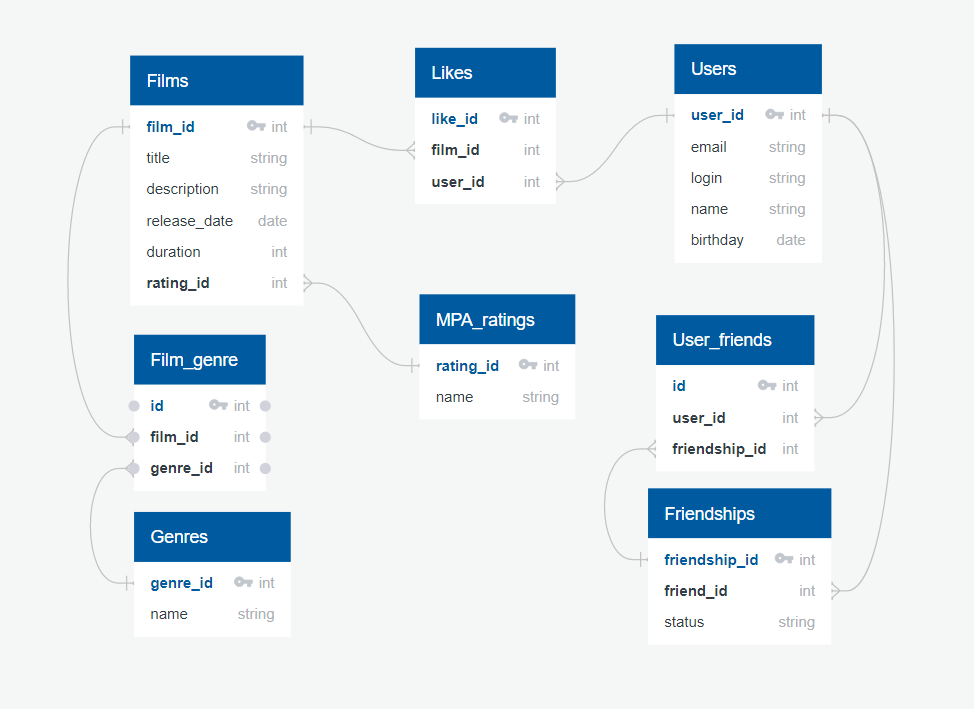 Films
film_id int
title string
description string
release_date date
duration int
rating_id int
Likes
like_id int
film_id int
user_id int
Users
user_id int
email string
login string
name string
birthday date
MPA_ratings
rating_id int
name string
Film_genre
id int
film_id int
genre_id int
User_friends
id int
user_id int
friendship_id int
Genres
genre_id int
name string
Friendships
friendship_id int
friend_id int
status string